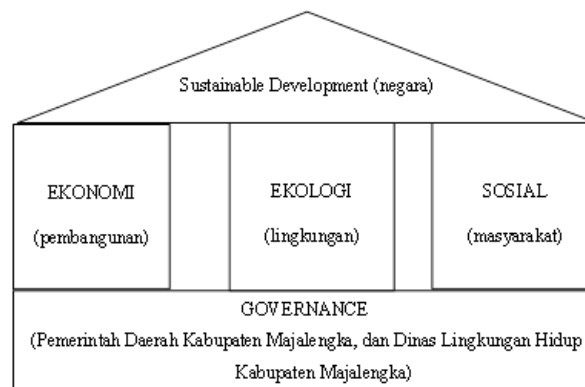 Sustainable Development (negara)
EKONOMI
(pembangunan)
EKOLOGI
(lingkungan)
SOSIAL
(masyarakat)
GOVERNANCE
(Pemerintah Daerah Kabupaten Majalengka, dan Dinas Lingkungan Hidup
Kabupaten Majalengka)